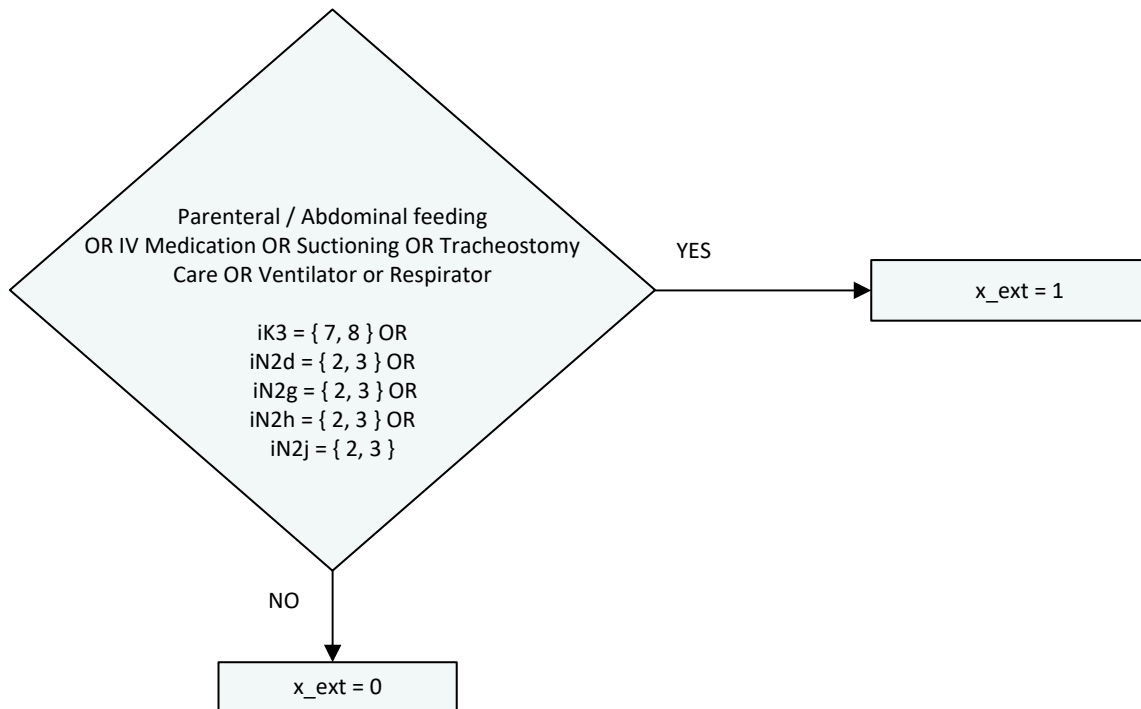 Parenteral / Abdominal feeding
OR IV Medication OR Suctioning OR Tracheostomy
Care OR Ventilator or Respirator
iK3 = { 7, 8 } OR
iN2d = { 2, 3 } OR
iN2g = { 2, 3 } OR
iN2h = { 2, 3 } OR
iN2j = { 2, 3 }
YES
x_ext = 1
NO
x_ext = 0